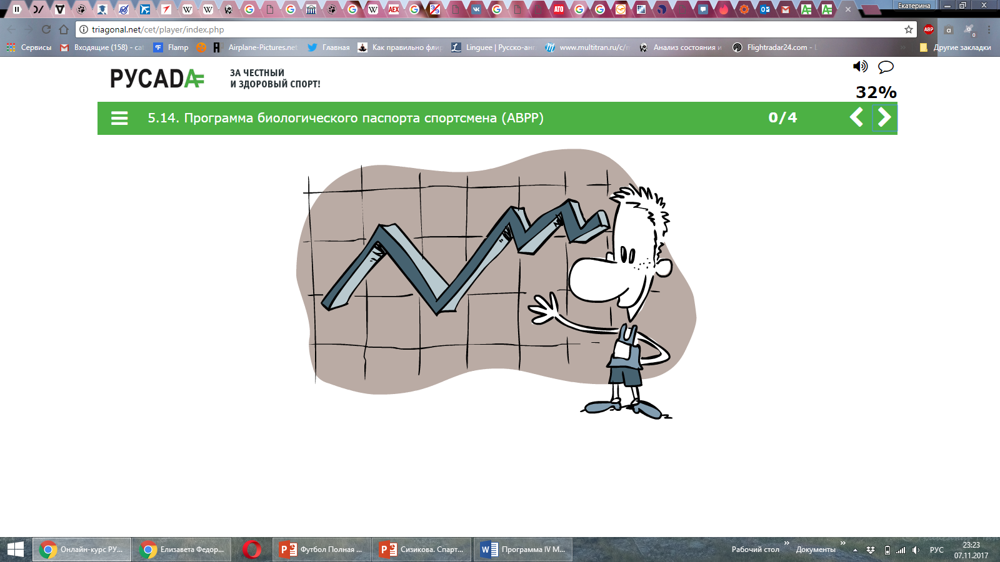 Екатерина
triagonal.net/cet/player/index.php
Сервисы
Входящие (158) - cat
Flamp
Airplane-Pictures.net
Главная
Как правильно
Linguee | Русско-анг
www.multitran.ru/c/m
Анализ состояния и
Flightradar24.com - L
Другие закладки
РУСАДА
ЗА ЧЕСТНЫЙ
И ЗДОРОВЫЙ СПОРТ!
32%
5.14. Программа биологического паспорта спортсмена (ABPP)
0/4
Онлайн-курс РУ...
Елизавета Федор...
Футбол Полная ...
Сизикова. Спарт...
Программа IV М...
Рабочий стол
Документы
РУС
23:23
07.11.2017